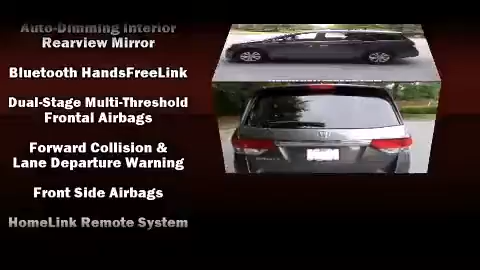 Auto-Dimming Interior
Rearview Mirror
Bluetooth HandsFreeLink
Dual-Stage Multi-Threshold
Frontal Airbags
Forward Collision &
Lane Departure Warning
Front Side Airbags
HomeLink Remote System